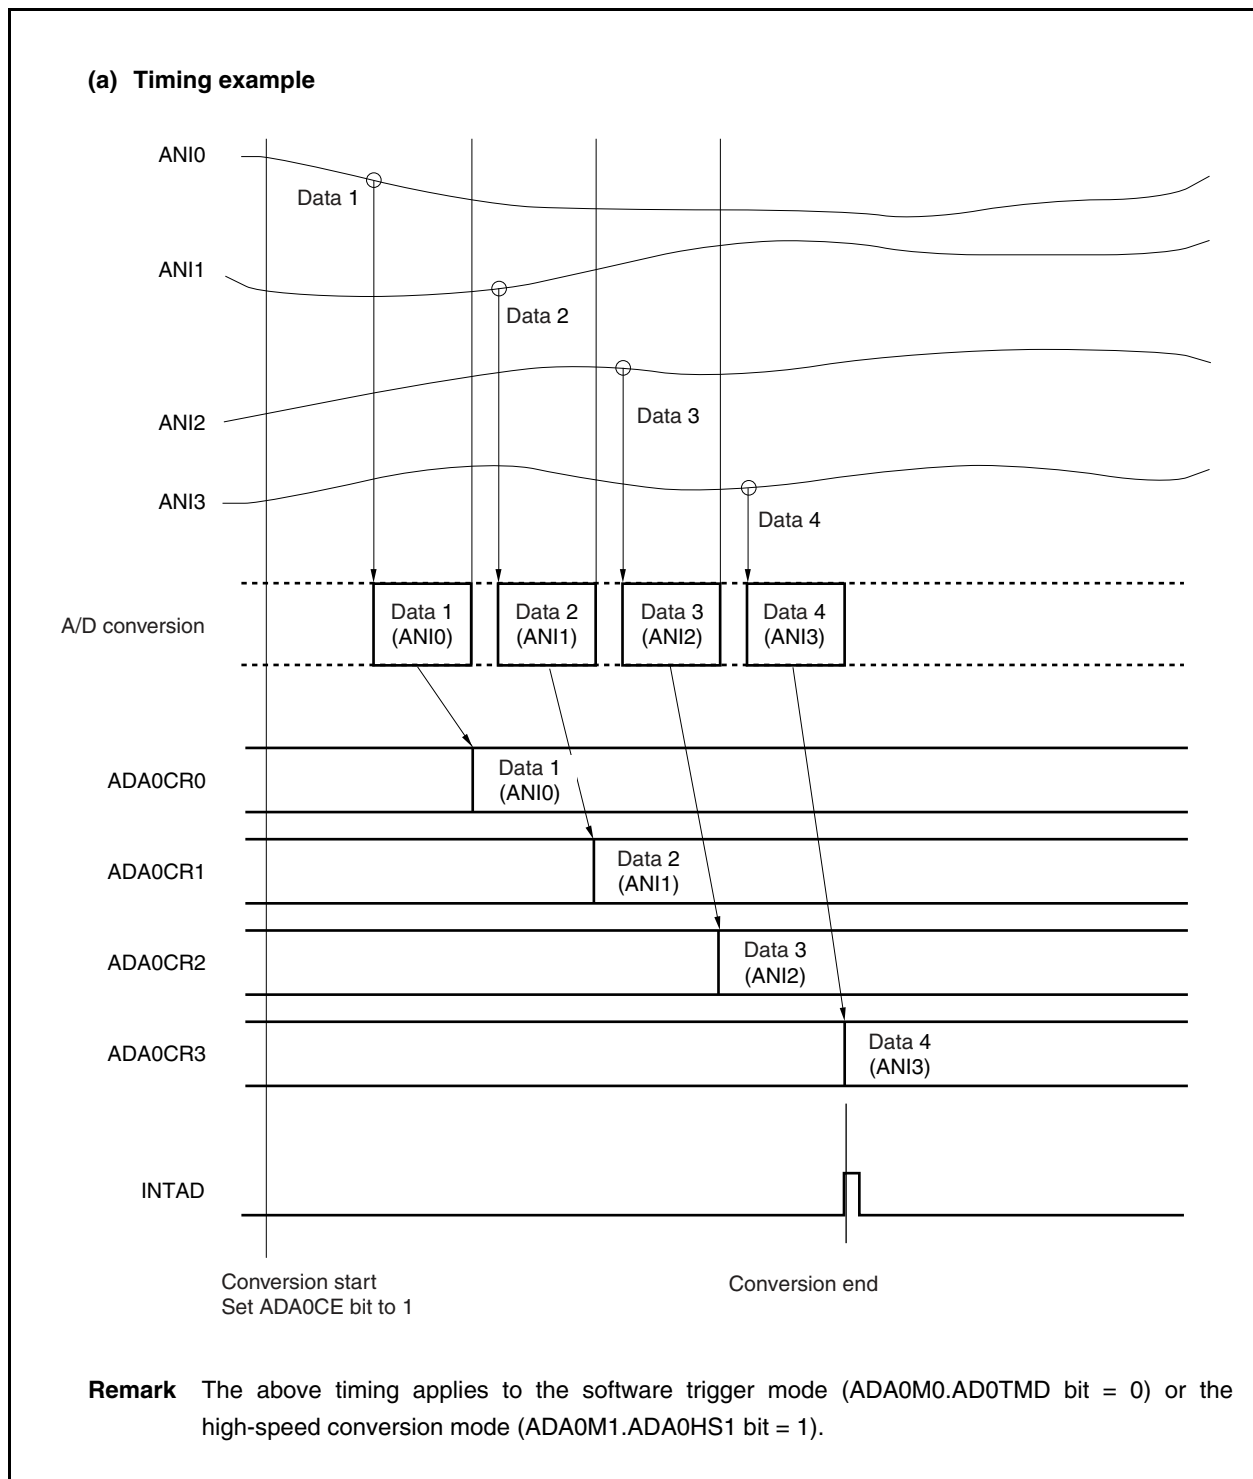 (a) Timing example
ANI0
Data 1
ANI1
Data 2
ANI2
Data 3
ANI3
Data 4
A/D conversion
Data 1
(ANI0)
Data 2
(ANI1)
Data 3
(ANI2)
Data 4
(ANI3)
ADA0CR0
Data 1
(ANI0)
ADA0CR1
Data 2
(ANI1)
ADA0CR2
Data 3
(ANI2)
ADA0CR3
Data 4
(ANI3)
INTAD
Conversion start
Set ADA0CE bit to 1
Conversion end
Remark The above timing applies to the software trigger mode (ADA0M0.AD0TMD bit = 0) or the
high-speed conversion mode (ADA0M1.ADA0HS1 bit = 1).